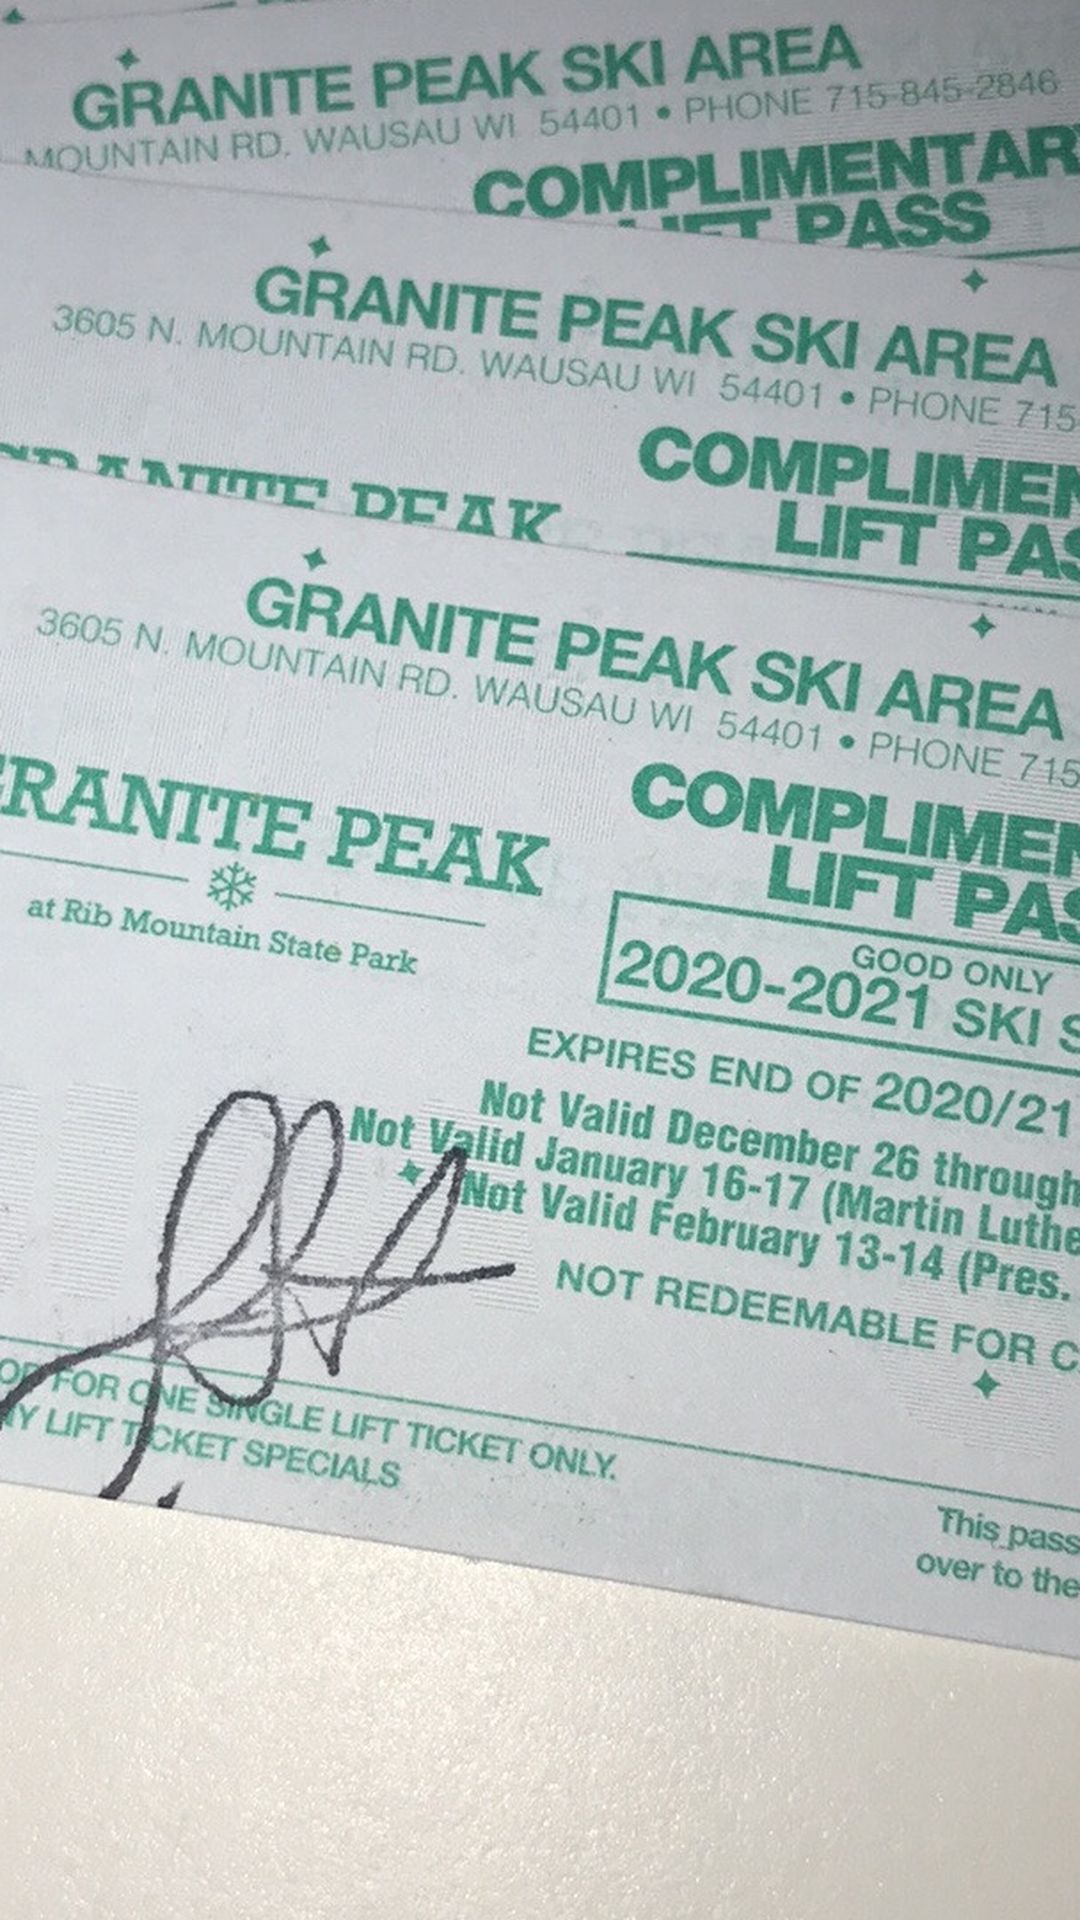 GRANITE PEAK SKI AREA
MOUNTAIN RD. WAUSAU WI 54401 • PHONE 715-845-2846
COMPLIMENTAR
LIFT PASS
GRANITE PEAK SKI AREA
3605 N. MOUNTAIN RD. WAUSAU WI 54401 • PHONE 715
COMPLIMEN
LIFT PAS
GRANITE PEAK
GRANITE PEAK SKI AREA
3605 N. MOUNTAIN RD. WAUSAU WI 54401 • PHONE 715
COMPLIMEN
LIFT PAS
GRANITE PEAK
at Rib Mountain State Park
GOOD ONLY
2020-2021 SKI S
EXPIRES END OF 2020/21
Not Valid December 26 through
Not Valid January 16-17 (Martin Luthe
Not Valid February 13-14 (Pres.
NOT REDEEMABLE FOR C
FOR ONE SINGLE LIFT TICKET ONLY.
LIFT TICKET SPECIALS
This pass
over to the